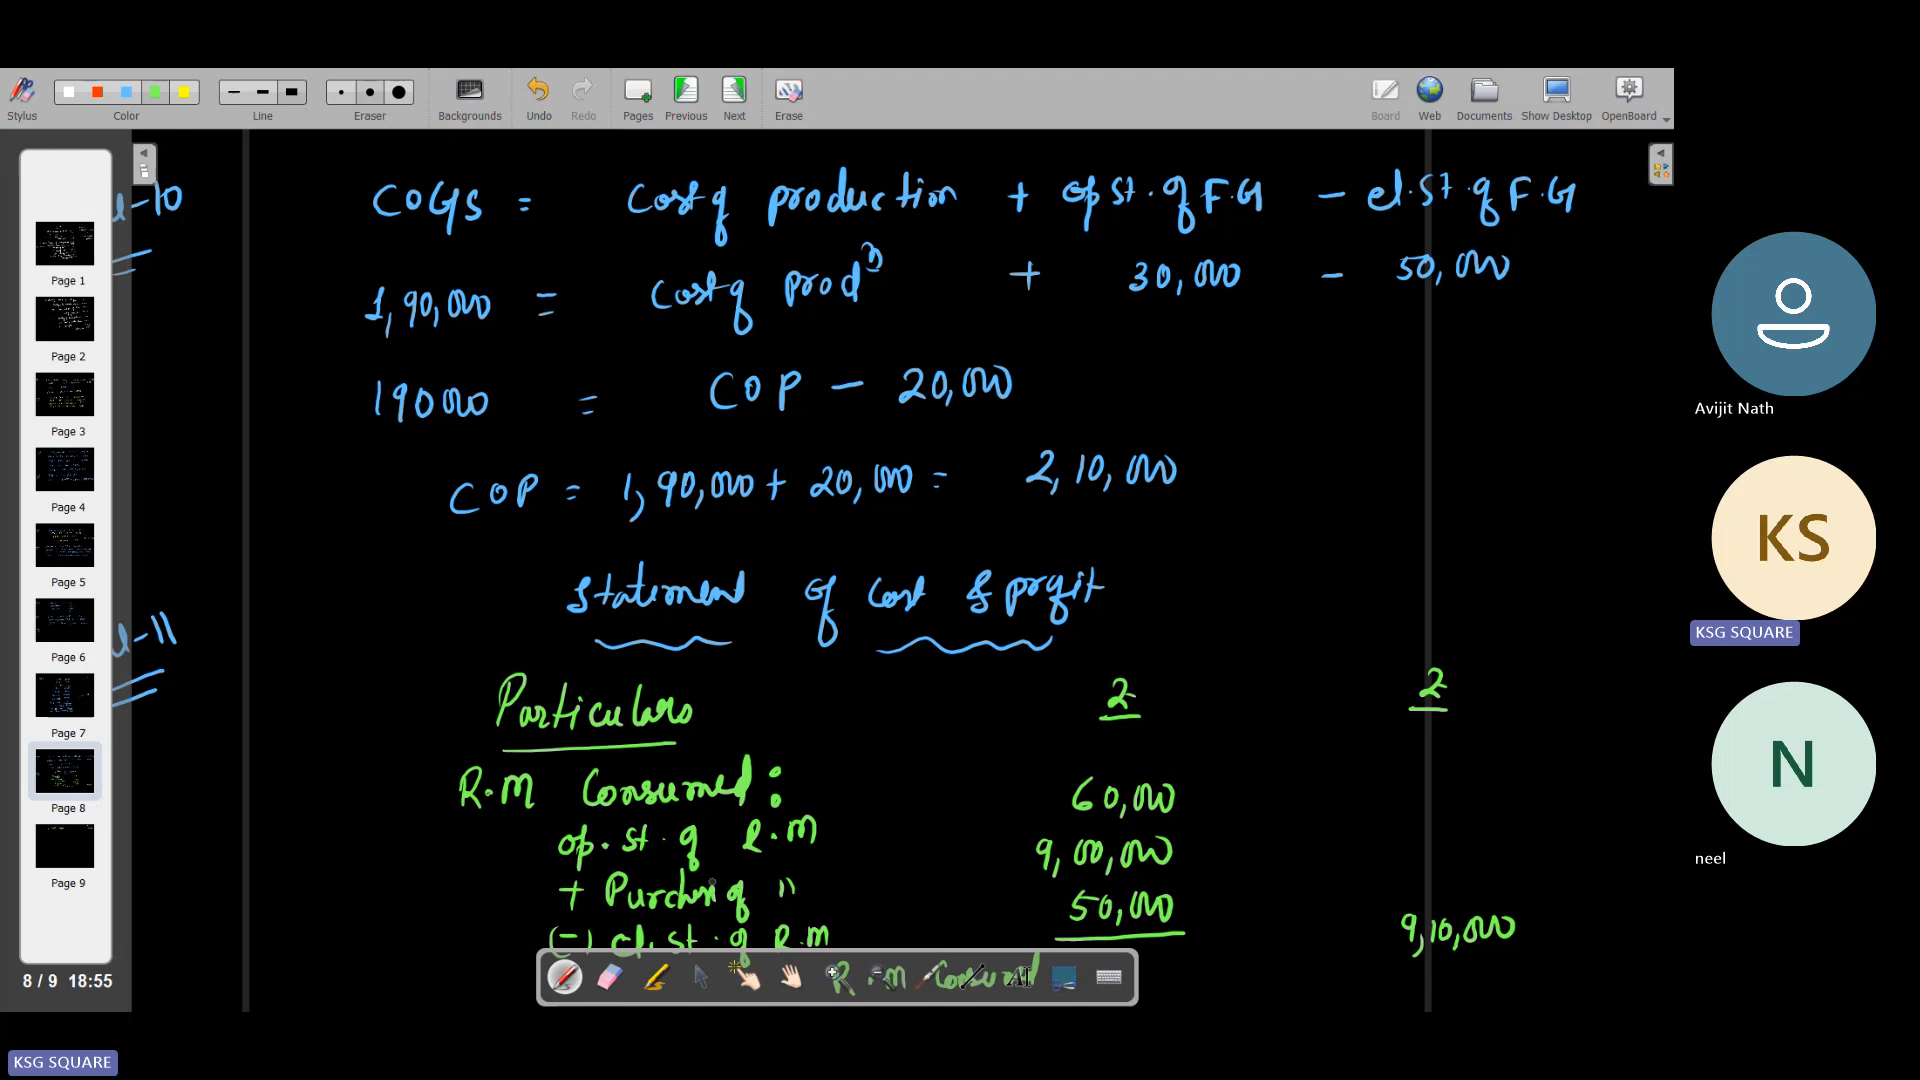 Stylus Color Line Eraser Backgrounds Undo Redo Pages Previous Next Erase Board Web Documents Show Desktop OpenBoard
-10
COGS = Cost of production + op st. of F.G - cl.st of F.G
1,90,000 = Cost of prodn + 30,000 - 50,000
190000 = COP - 20,000
COP = 1,90,000 + 20,000 = 2,10,000
Statement of Cost & profit
-11
Particulars ₹ ₹
R.M Consumed : 60,000
op. st. of R.M 9,00,000
+ Purchase of " 50,000
(-) cl. st. of R.M 9,10,000
R.M Consumed
Page 1
Page 2
Page 3
Page 4
Page 5
Page 6
Page 7
Page 8
Page 9
8 / 9 18:55
Avijit Nath
KS
KSG SQUARE
N
neel
KSG SQUARE